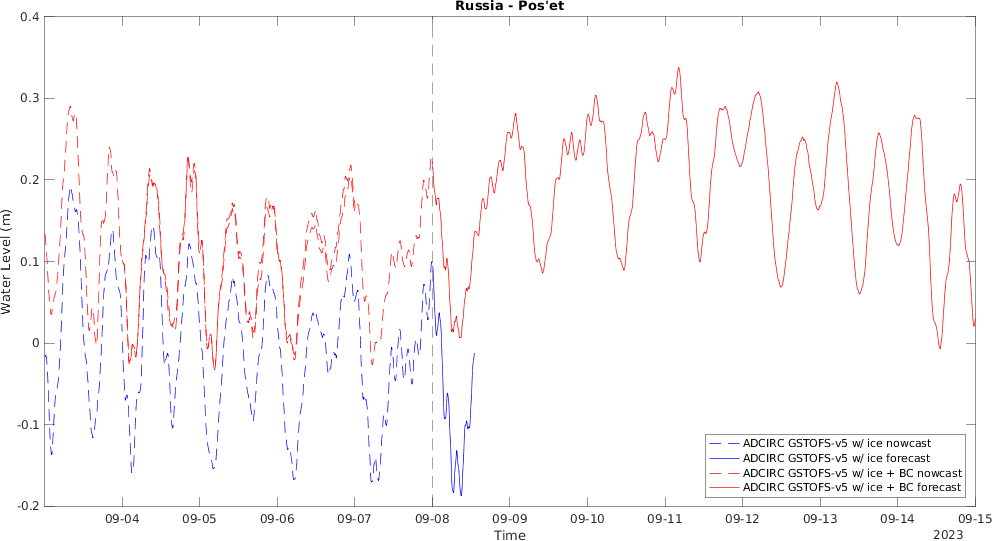 Russia - Pos'et
Water Level (m)
0.4
0.3
0.2
0.1
0
-0.1
-0.2
ADCIRC GSTOFS-v5 w/ ice nowcast
ADCIRC GSTOFS-v5 w/ ice forecast
ADCIRC GSTOFS-v5 w/ ice + BC nowcast
ADCIRC GSTOFS-v5 w/ ice + BC forecast
09-04 09-05 09-06 09-07 09-08 09-09 09-10 09-11 09-12 09-13 09-14 09-15
Time
2023